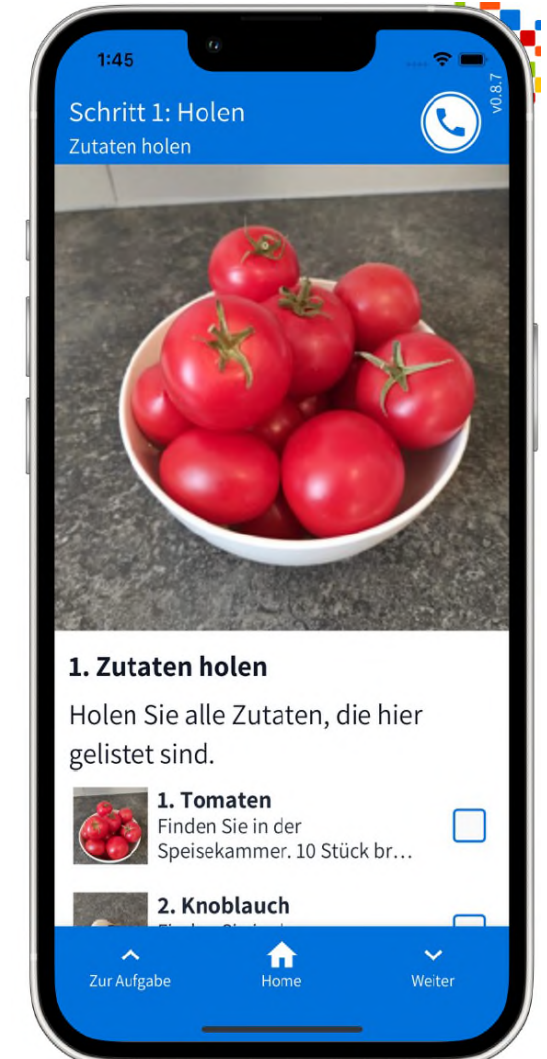 1:45
v0.8.7
Schritt 1: Holen
Zutaten holen
1. Zutaten holen
Holen Sie alle Zutaten, die hier
gelistet sind.
1. Tomaten
Finden Sie in der
Speisekammer. 10 Stück br...
2. Knoblauch
Zur Aufgabe
Home
Weiter